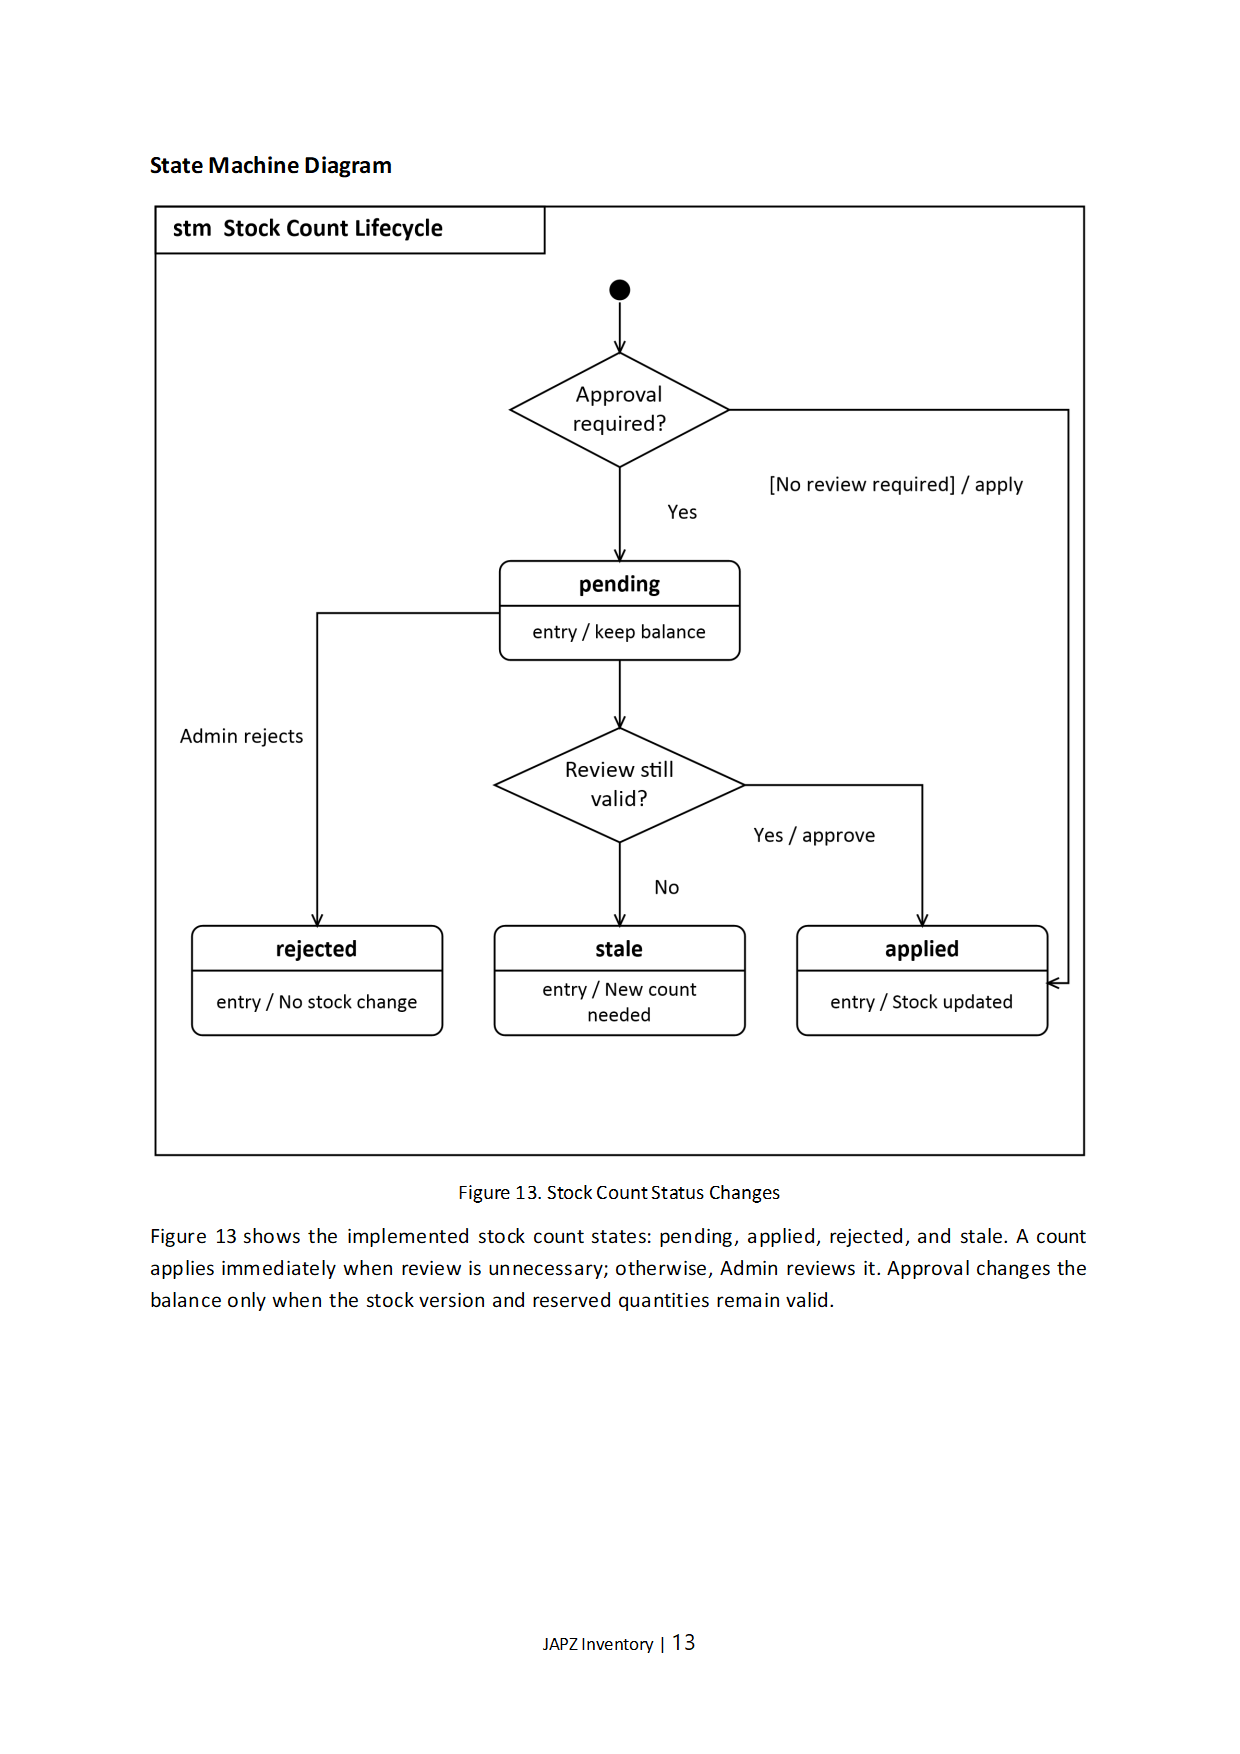 State Machine Diagram
stm  Stock Count Lifecycle
Approval
required?
[No review required] / apply
Yes
pending
entry / keep balance
Admin rejects
Review still
valid?
Yes / approve
No
rejected
entry / No stock change
stale
entry / New count
needed
applied
entry / Stock updated
Figure 13. Stock Count Status Changes
Figure 13 shows the implemented stock count states: pending, applied, rejected, and stale. A count
applies immediately when review is unnecessary; otherwise, Admin reviews it. Approval changes the
balance only when the stock version and reserved quantities remain valid.
JAPZ Inventory | 13